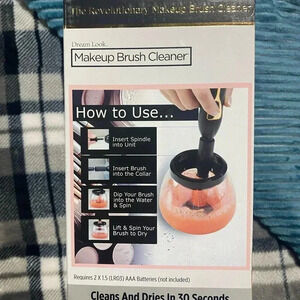 The Revolutionary Makeup Brush Cleaner
Dream Look.
Makeup Brush Cleaner
How to Use...
Insert Spindle
into Unit
Insert Brush
into the Collar
Dip Your Brush
into the Water
& Spin
Lift & Spin Your
Brush to Dry
Requires 2 X 1.5 (LR03) AAA Batteries (not included)
Cleans And Dries In 30 Seconds